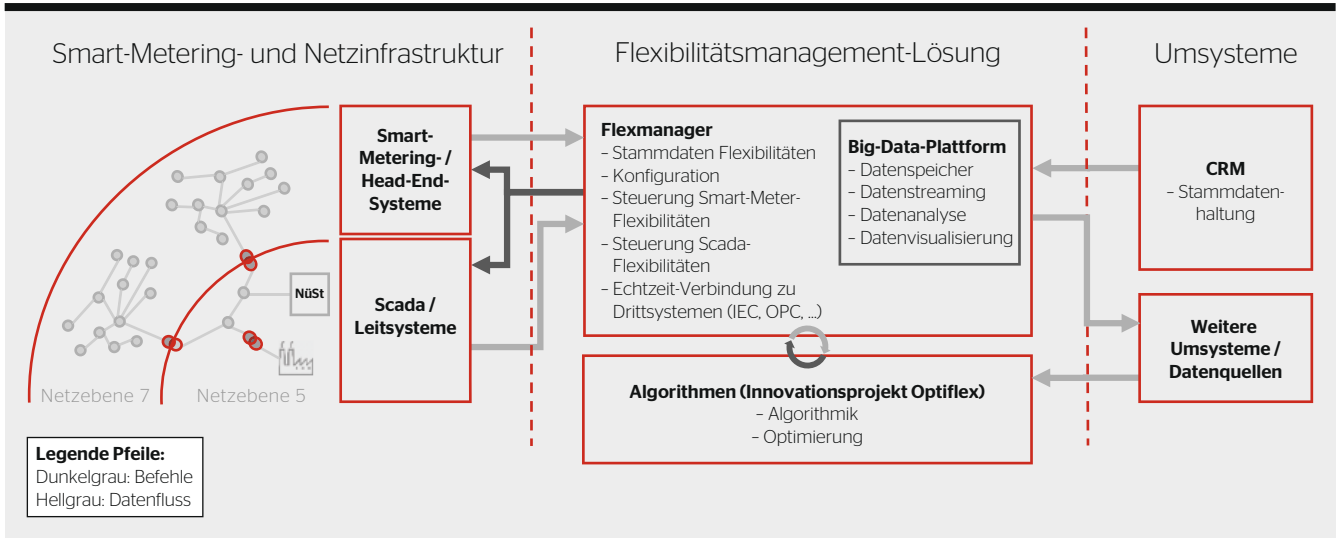 Smart-Metering- und Netzinfrastruktur
Flexibilitätsmanagement-Lösung
Umsysteme
Smart-
Metering- /
Head-End-
Systeme
Scada /
Leitsysteme
NüSt
Netzebene 7
Netzebene 5
Legende Pfeile:
Dunkelgrau: Befehle
Hellgrau: Datenfluss
Flexmanager
– Stammdaten Flexibilitäten
– Konfiguration
– Steuerung Smart-Meter-
Flexibilitäten
– Steuerung Scada-
Flexibilitäten
– Echtzeit-Verbindung zu
Drittsystemen (IEC, OPC, ...)
Big-Data-Plattform
– Datenspeicher
– Datenstreaming
– Datenanalyse
– Datenvisualisierung
Algorithmen (Innovationsprojekt Optiflex)
– Algorithmik
– Optimierung
CRM
– Stammdaten-
haltung
Weitere
Umsysteme /
Datenquellen